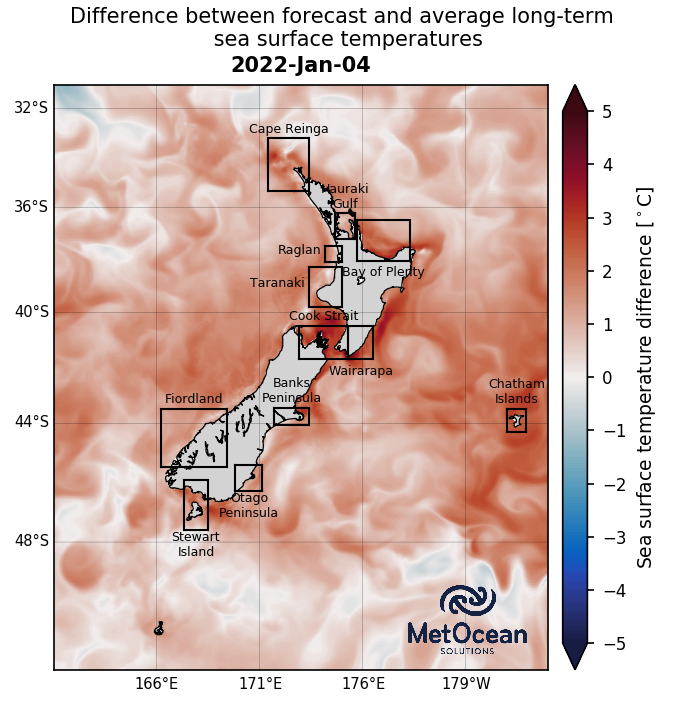 Difference between forecast and average long-term
sea surface temperatures
2022-Jan-04
32°S
36°S
40°S
44°S
48°S
166°E
171°E
176°E
179°W
Cape Reinga
Hauraki
Gulf
Raglan
Bay of Plenty
Taranaki
Cook Strait
Wairarapa
Banks
Peninsula
Fiordland
Chatham
Islands
Otago
Peninsula
Stewart
Island
MetOcean
SOLUTIONS
5
4
3
2
1
0
−1
−2
−3
−4
−5
Sea surface temperature difference [°C]